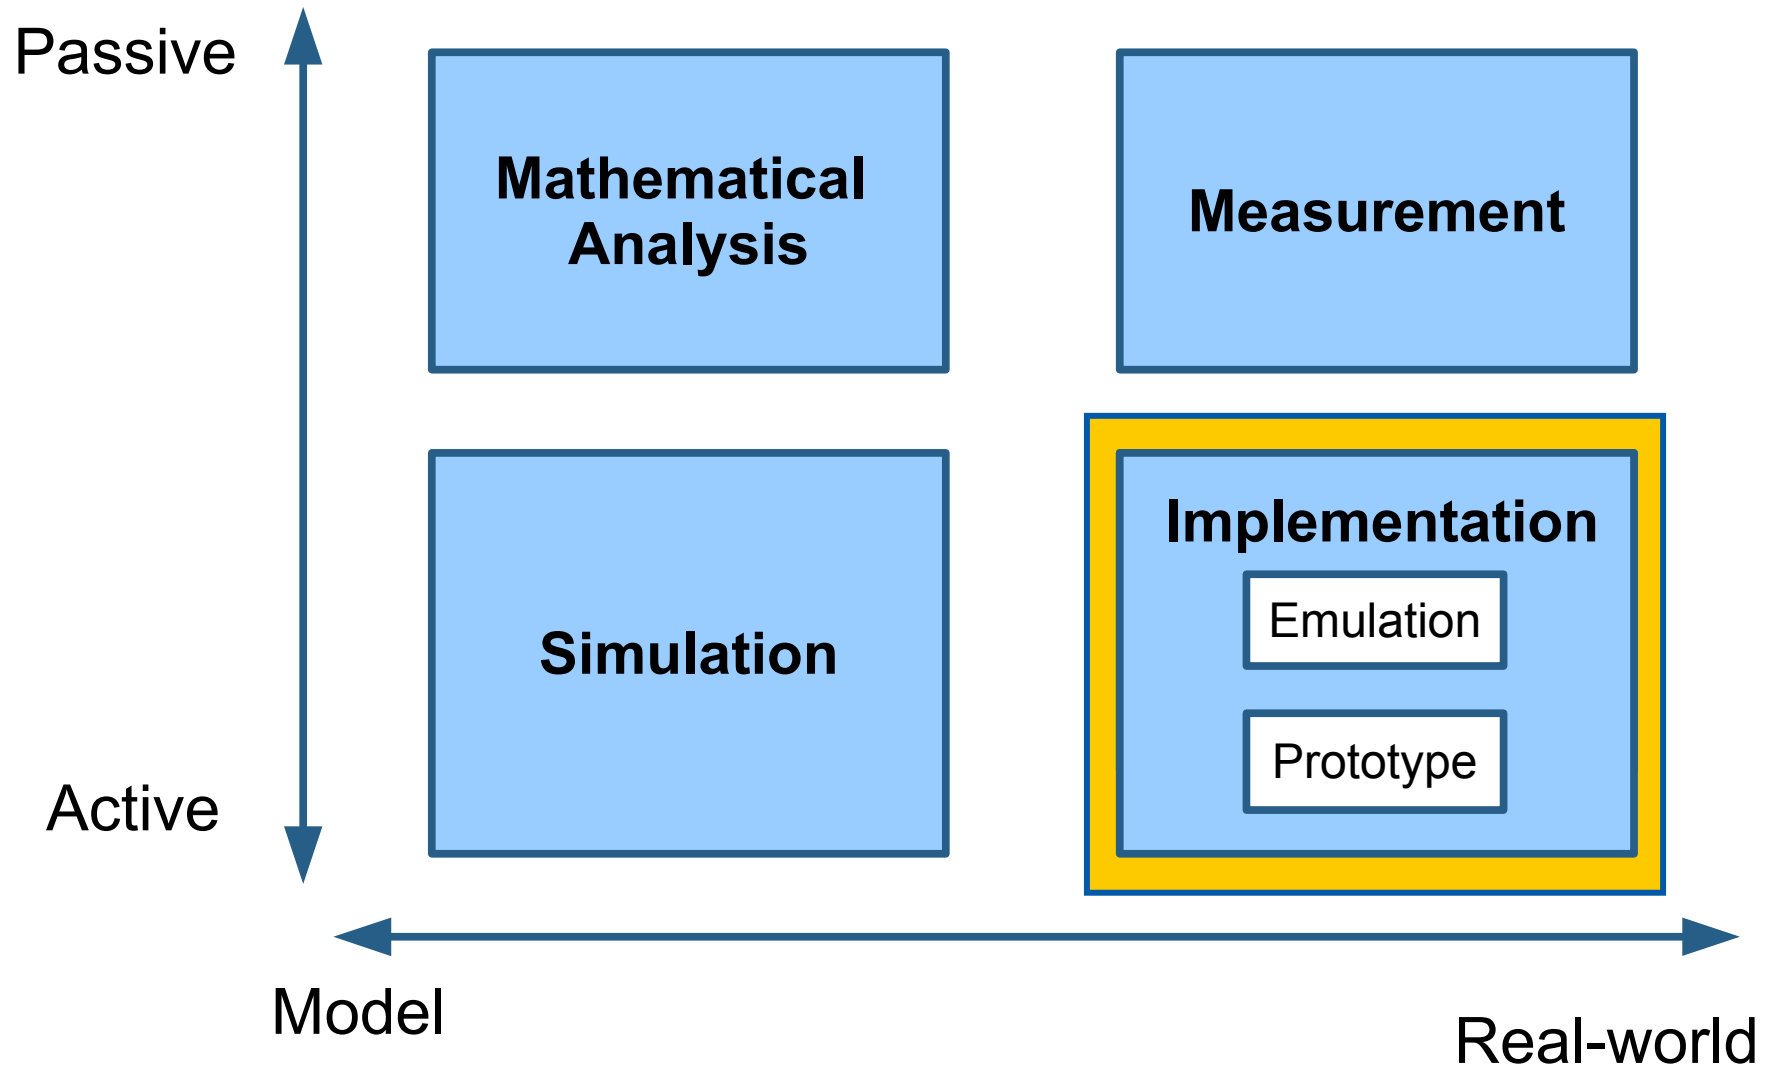 Passive
Mathematical
Analysis
Measurement
Implementation
Emulation
Simulation
Prototype
Active
Model
Real-world